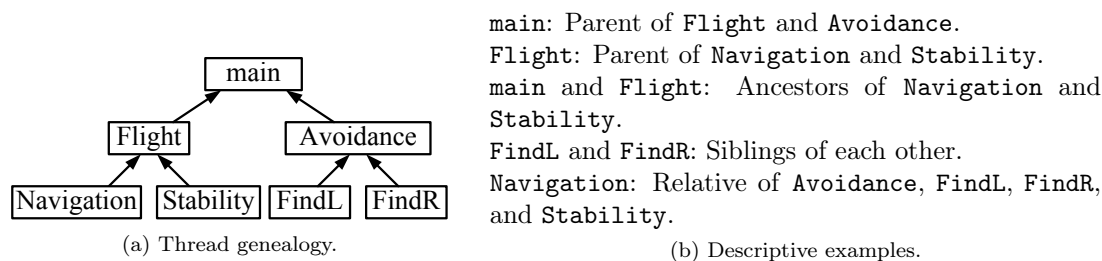 main
Flight
Avoidance
Navigation
Stability
FindL
FindR
(a) Thread genealogy.
main: Parent of Flight and Avoidance.
Flight: Parent of Navigation and Stability.
main and Flight: Ancestors of Navigation and
Stability.
FindL and FindR: Siblings of each other.
Navigation: Relative of Avoidance, FindL, FindR,
and Stability.
(b) Descriptive examples.